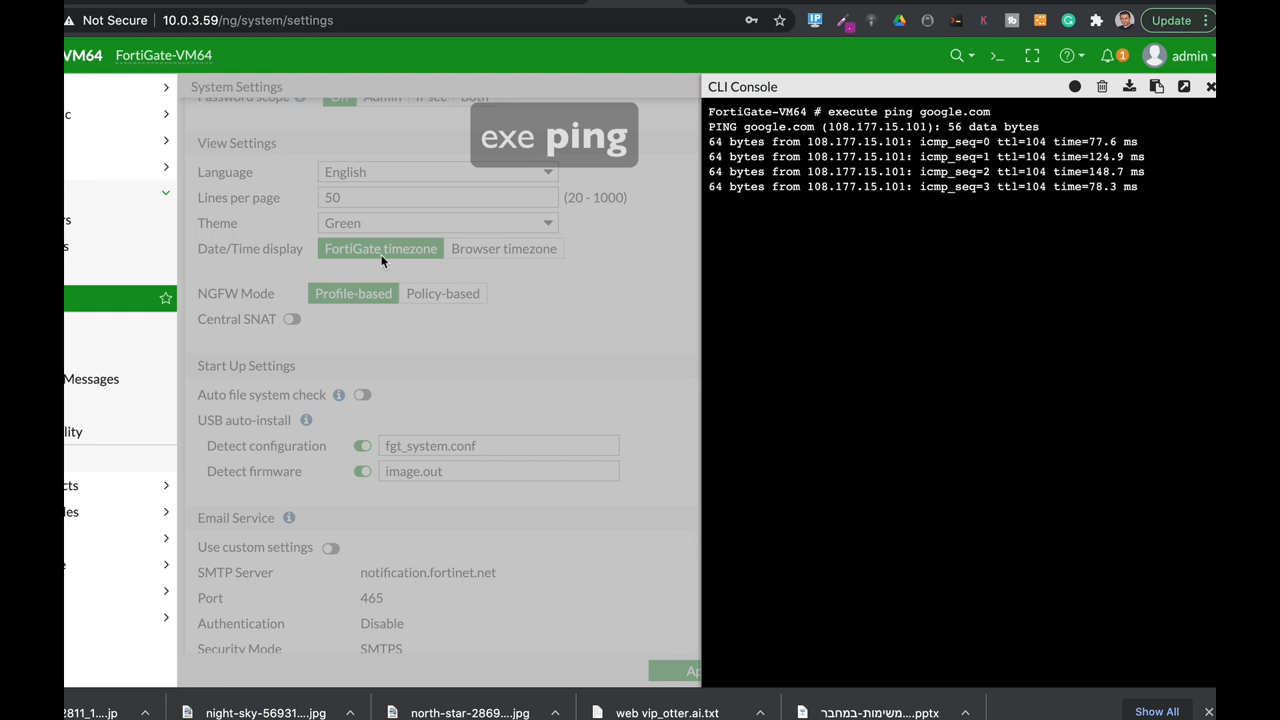 Not Secure 10.0.3.59/ng/system/settings
Update
VM64 FortiGate-VM64
1 admin
System Settings
CLI Console
exe ping
View Settings
Language English
Lines per page 50 (20 - 1000)
Theme Green
Date/Time display FortiGate timezone Browser timezone
NGFW Mode Profile-based Policy-based
Central SNAT
Start Up Settings
Auto file system check
USB auto-install
Detect configuration fgt_system.conf
Detect firmware image.out
Email Service
Use custom settings
SMTP Server notification.fortinet.net
Port 465
Authentication Disable
Security Mode SMTPS
Messages
FortiGate-VM64 # execute ping google.com
PING google.com (108.177.15.101): 56 data bytes
64 bytes from 108.177.15.101: icmp_seq=0 ttl=104 time=77.6 ms
64 bytes from 108.177.15.101: icmp_seq=1 ttl=104 time=124.9 ms
64 bytes from 108.177.15.101: icmp_seq=2 ttl=104 time=148.7 ms
64 bytes from 108.177.15.101: icmp_seq=3 ttl=104 time=78.3 ms
2811_1....jp night-sky-56931....jpg north-star-2869....jpg web vip_otter.ai.txt משימות-במחבר....pptx Show All